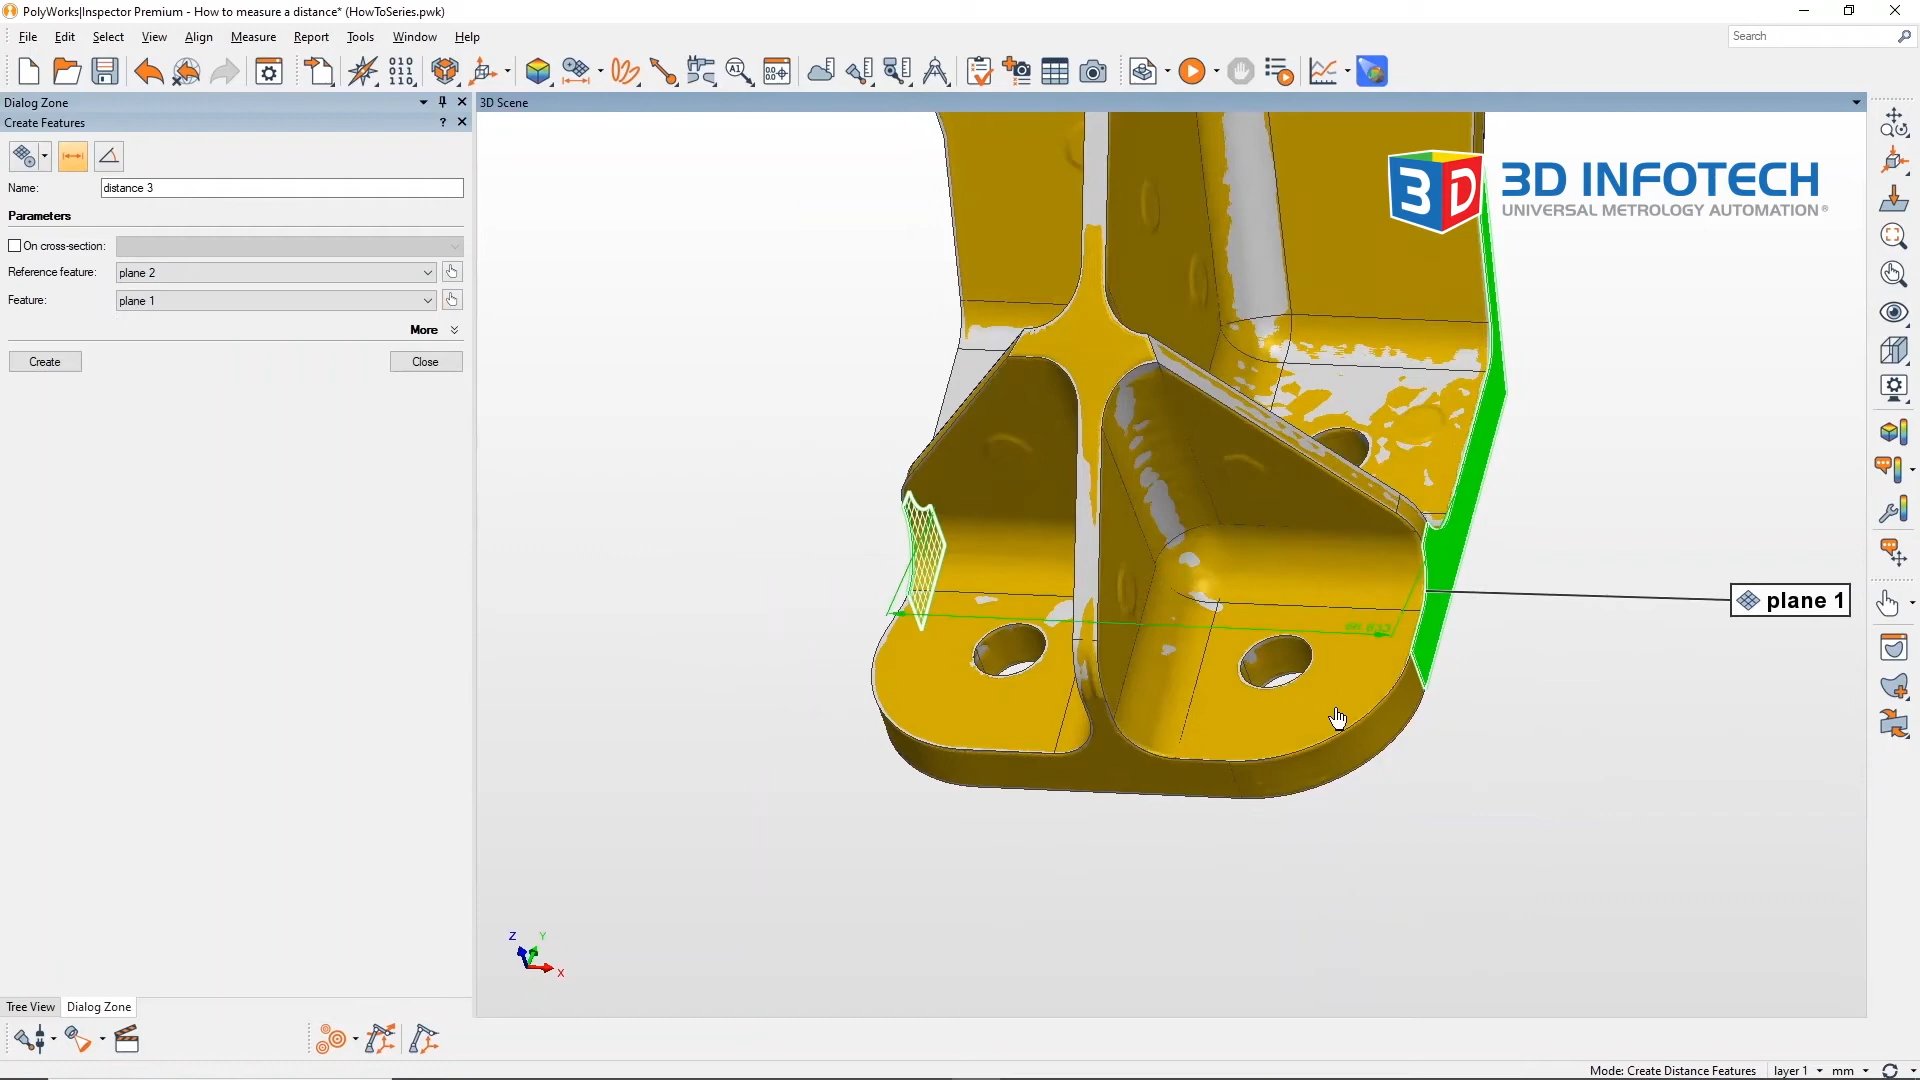 PolyWorks|Inspector Premium - How to measure a distance* (HowToSeries.pwk)
File Edit Select View Align Measure Report Tools Window Help
Search
Dialog Zone
3D Scene
Create Features
Name: distance 3
Parameters
On cross-section:
Reference feature: plane 2
Feature: plane 1
More
Create Close
3D INFOTECH
UNIVERSAL METROLOGY AUTOMATION®
plane 1
Z Y
X
Tree View Dialog Zone
Mode: Create Distance Features layer 1 mm